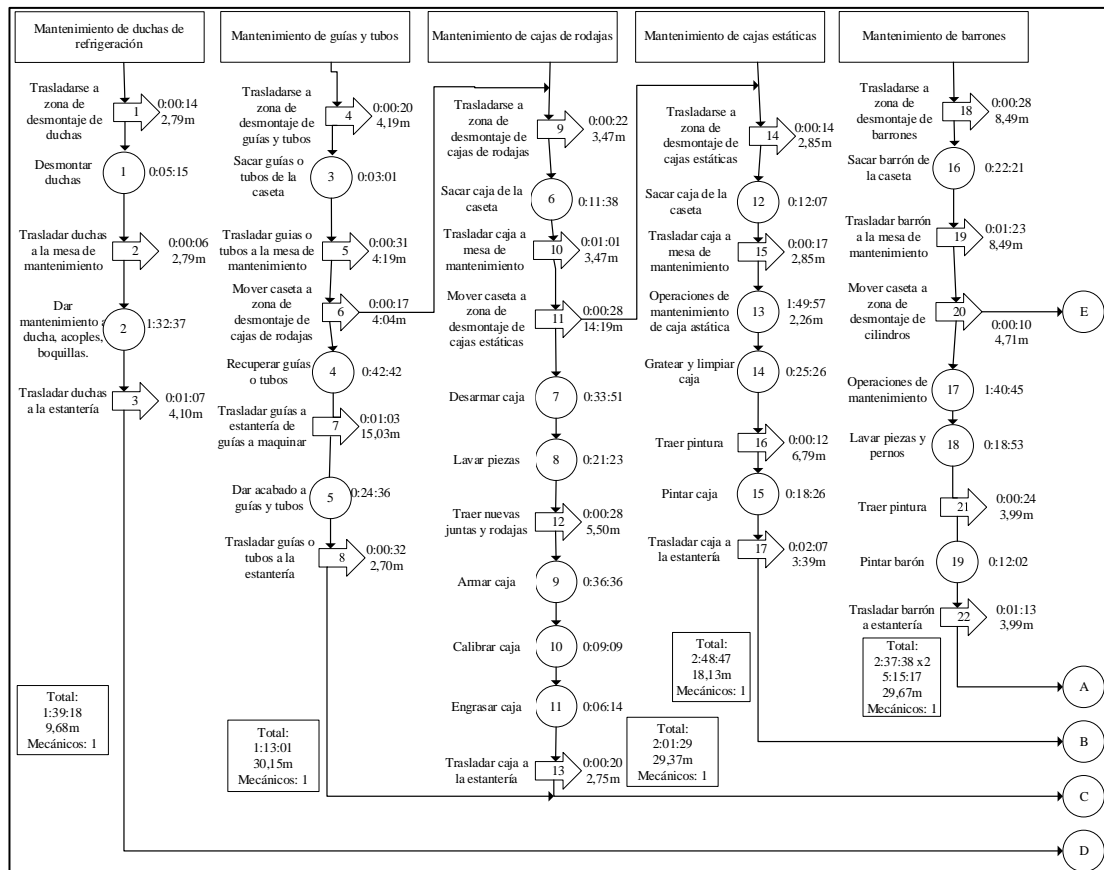 Mantenimiento de duchas de
refrigeración
Trasladarse a
zona de
desmontaje de
duchas
1
0:00:14
2,79m
Desmontar
duchas
1
0:05:15
Trasladar duchas
a la mesa de
mantenimiento
2
0:00:06
2,79m
Dar
mantenimiento a
ducha, acoples,
boquillas.
2
1:32:37
Trasladar duchas
a la estantería
3
0:01:07
4,10m
Total:
1:39:18
9,68m
Mecánicos: 1
Mantenimiento de guías y tubos
Trasladarse a
zona de
desmontaje de
guías y tubos
4
0:00:20
4,19m
Sacar guías o
tubos de la
caseta
3
0:03:01
Trasladar guias o
tubos a la mesa de
mantenimiento
5
0:00:31
4:19m
Mover caseta a
zona de
desmontaje de
cajas de rodajas
6
0:00:17
4:04m
Recuperar guías
o tubos
4
0:42:42
Trasladar guías a
estantería de
guías a maquinar
7
0:01:03
15,03m
Dar acabado a
guías y tubos
5
0:24:36
Trasladar guías o
tubos a la
estantería
8
0:00:32
2,70m
Total:
1:13:01
30,15m
Mecánicos: 1
Mantenimiento de cajas de rodajas
Trasladarse a
zona de
desmontaje de
cajas de rodajas
9
0:00:22
3,47m
Sacar caja de la
caseta
6
0:11:38
Trasladar caja a
mesa de
mantenimiento
10
0:01:01
3,47m
Mover caseta a
zona de
desmontaje de
cajas estáticas
11
0:00:28
14:19m
Desarmar caja
7
0:33:51
Lavar piezas
8
0:21:23
Traer nuevas
juntas y rodajas
12
0:00:28
5,50m
Armar caja
9
0:36:36
Calibrar caja
10
0:09:09
Engrasar caja
11
0:06:14
Trasladar caja a
la estantería
13
0:00:20
2,75m
Total:
2:01:29
29,37m
Mecánicos: 1
Mantenimiento de cajas estáticas
Trasladarse a
zona de
desmontaje de
cajas estáticas
14
0:00:14
2,85m
Sacar caja de la
caseta
12
0:12:07
Trasladar caja a
mesa de
mantenimiento
15
0:00:17
2,85m
Operaciones de
mantenimiento
de caja astática
13
1:49:57
2,26m
Gratear y limpiar
caja
14
0:25:26
Traer pintura
16
0:00:12
6,79m
Pintar caja
15
0:18:26
Trasladar caja a
la estantería
17
0:02:07
3:39m
Total:
2:48:47
18,13m
Mecánicos: 1
Mantenimiento de barrones
Trasladarse a
zona de
desmontaje de
barrones
18
0:00:28
8,49m
Sacar barrón de
la caseta
16
0:22:21
Trasladar barrón
a la mesa de
mantenimiento
19
0:01:23
8,49m
Mover caseta a
zona de
desmontaje de
cilindros
20
0:00:10
4,71m
E
Operaciones de
mantenimiento
17
1:40:45
Lavar piezas y
pernos
18
0:18:53
Traer pintura
21
0:00:24
3,99m
Pintar barón
19
0:12:02
Trasladar barrón
a estantería
22
0:01:13
3,99m
Total:
2:37:38 x2
5:15:17
29,67m
Mecánicos: 1
A
B
C
D